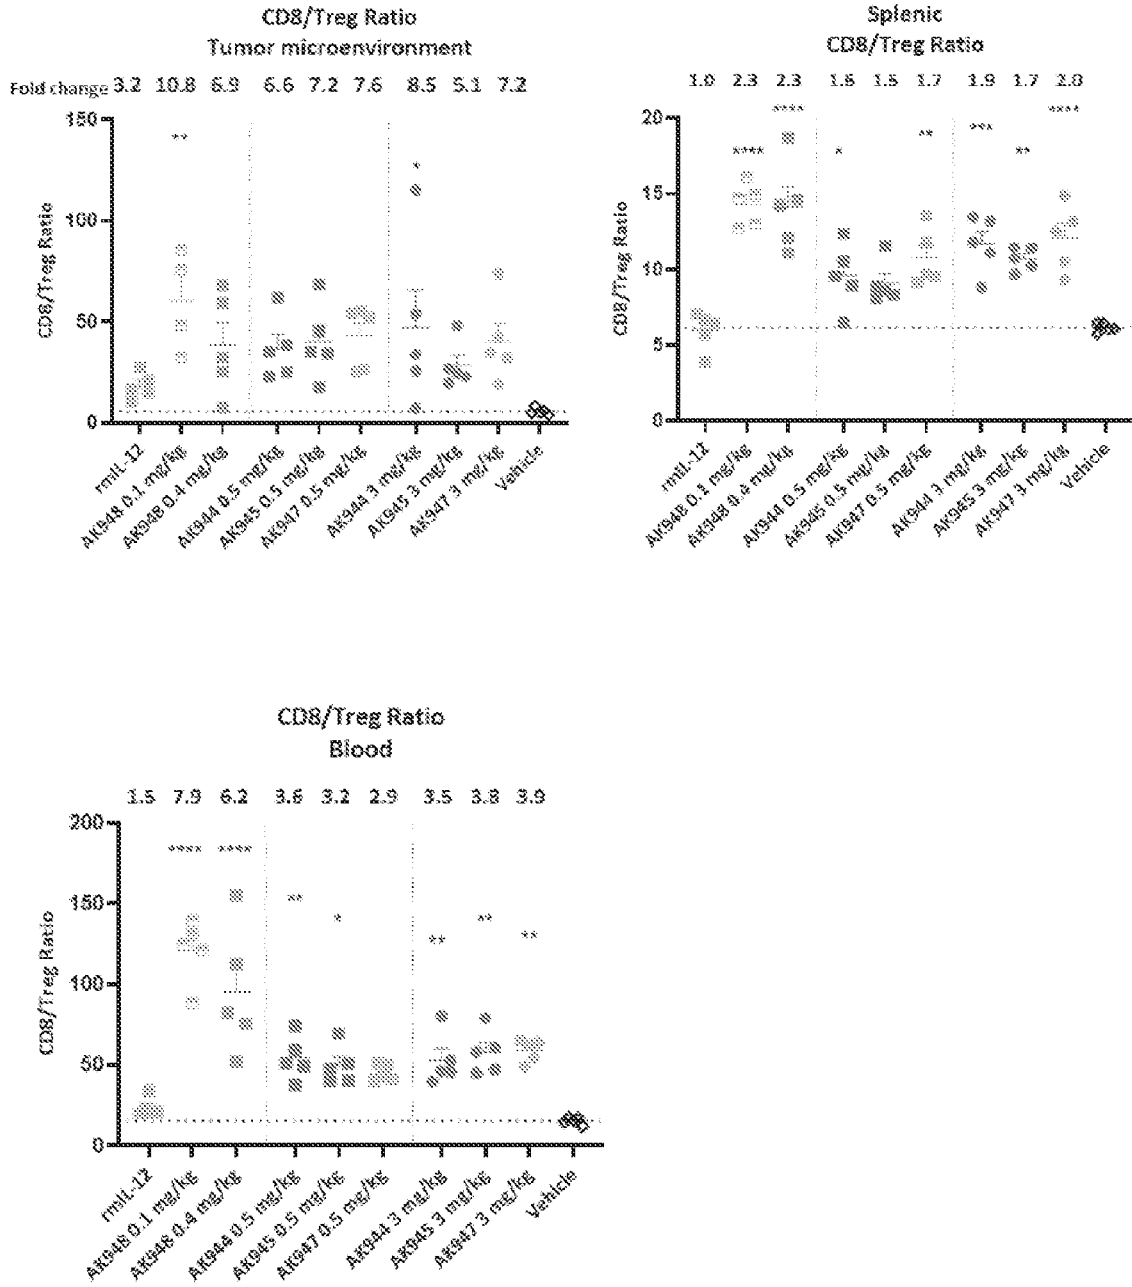 CD8/Treg Ratio
Tumor microenvironment
Fold change 3.2 10.8 6.9 6.6 7.2 7.6 8.5 5.1 7.2
150
**
*
100
50
0
CD8/Treg Ratio
rmIL-12
AK948 0.1 mg/kg
AK948 0.4 mg/kg
AK944 0.5 mg/kg
AK945 0.5 mg/kg
AK947 0.5 mg/kg
AK944 3 mg/kg
AK945 3 mg/kg
AK947 3 mg/kg
Vehicle
Splenic
CD8/Treg Ratio
1.0 2.3 2.3 1.6 1.5 1.7 1.9 1.7 2.0
20
**** **** * ** *** ** ****
15
10
5
0
CD8/Treg Ratio
rmIL-12
AK948 0.1 mg/kg
AK948 0.4 mg/kg
AK944 0.5 mg/kg
AK945 0.5 mg/kg
AK947 0.5 mg/kg
AK944 3 mg/kg
AK945 3 mg/kg
AK947 3 mg/kg
Vehicle
CD8/Treg Ratio
Blood
1.5 7.9 6.2 3.6 3.2 2.9 3.5 3.8 3.9
200
**** **** ** * ** ** **
150
100
50
0
CD8/Treg Ratio
rmIL-12
AK948 0.1 mg/kg
AK948 0.4 mg/kg
AK944 0.5 mg/kg
AK945 0.5 mg/kg
AK947 0.5 mg/kg
AK944 3 mg/kg
AK945 3 mg/kg
AK947 3 mg/kg
Vehicle